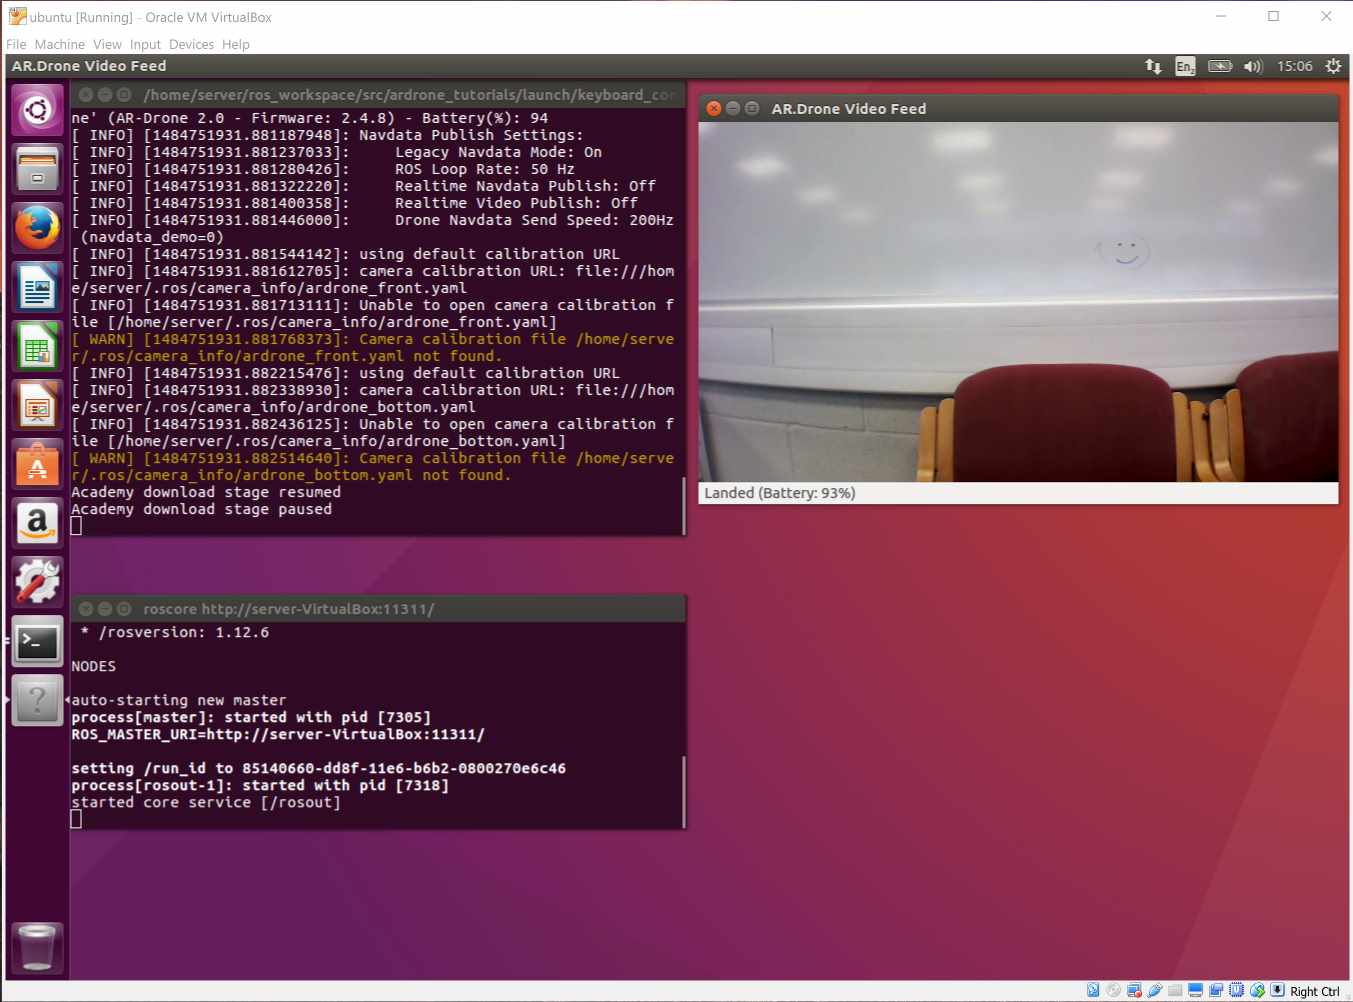 ubuntu [Running] - Oracle VM VirtualBox
File Machine View Input Devices Help
AR.Drone Video Feed
En2
15:06
/home/server/ros_workspace/src/ardrone_tutorials/launch/keyboard_co
ne' (AR-Drone 2.0 - Firmware: 2.4.8) - Battery(%): 94
[ INFO] [1484751931.881187948]: Navdata Publish Settings:
[ INFO] [1484751931.881237033]:     Legacy Navdata Mode: On
[ INFO] [1484751931.881280426]:     ROS Loop Rate: 50 Hz
[ INFO] [1484751931.881322220]:     Realtime Navdata Publish: Off
[ INFO] [1484751931.881400358]:     Realtime Video Publish: Off
[ INFO] [1484751931.881446000]:     Drone Navdata Send Speed: 200Hz
(navdata_demo=0)
[ INFO] [1484751931.881544142]: using default calibration URL
[ INFO] [1484751931.881612705]: camera calibration URL: file:///hom
e/server/.ros/camera_info/ardrone_front.yaml
[ INFO] [1484751931.881713111]: Unable to open camera calibration f
ile [/home/server/.ros/camera_info/ardrone_front.yaml]
[ WARN] [1484751931.881768373]: Camera calibration file /home/serve
r/.ros/camera_info/ardrone_front.yaml not found.
[ INFO] [1484751931.882215476]: using default calibration URL
[ INFO] [1484751931.882338930]: camera calibration URL: file:///hom
e/server/.ros/camera_info/ardrone_bottom.yaml
[ INFO] [1484751931.882436125]: Unable to open camera calibration f
ile [/home/server/.ros/camera_info/ardrone_bottom.yaml]
[ WARN] [1484751931.882514640]: Camera calibration file /home/serve
r/.ros/camera_info/ardrone_bottom.yaml not found.
Academy download stage resumed
Academy download stage paused
AR.Drone Video Feed
Landed (Battery: 93%)
roscore http://server-VirtualBox:11311/
* /rosversion: 1.12.6
NODES
auto-starting new master
process[master]: started with pid [7305]
ROS_MASTER_URI=http://server-VirtualBox:11311/
setting /run_id to 85140660-dd8f-11e6-b6b2-0800270e6c46
process[rosout-1]: started with pid [7318]
started core service [/rosout]
Right Ctrl